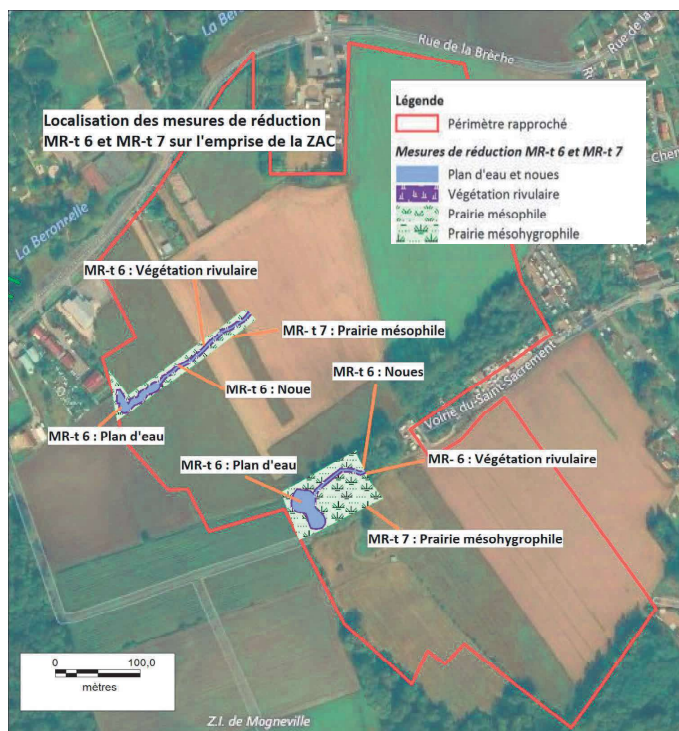 La Beronnelle
Rue de la Brèche
Rue de la
Localisation des mesures de réduction
MR-t 6 et MR-t 7 sur l'emprise de la ZAC
Légende
Périmètre rapproché
Mesures de réduction MR-t 6 et MR-t 7
Plan d'eau et noues
Végétation rivulaire
Prairie mésophile
Prairie mésohygrophile
Chem
La Beronnelle
MR-t 6 : Végétation rivulaire
MR- t 7 : Prairie mésophile
MR-t 6 : Noues
MR-t 6 : Noue
Voirie du Saint-Sacrement
MR-t 6 : Plan d'eau
MR-t 6 : Plan d'eau
MR- 6 : Végétation rivulaire
MR-t 7 : Prairie mésohygrophile
0 100,0
mètres
Z.I. de Mogneville